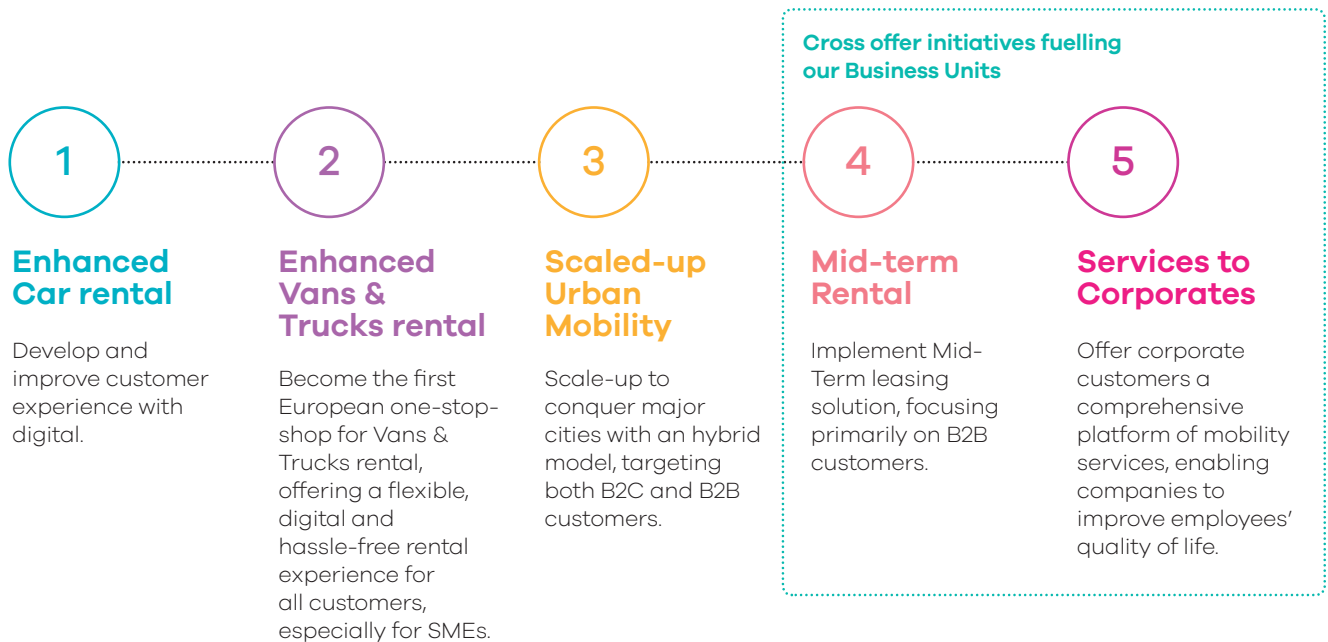 Cross offer initiatives fuelling
our Business Units
1
Enhanced
Car rental
Develop and
improve customer
experience with
digital.
2
Enhanced
Vans &
Trucks rental
Become the first
European one-stop-
shop for Vans &
Trucks rental,
offering a flexible,
digital and
hassle-free rental
experience for
all customers,
especially for SMEs.
3
Scaled-up
Urban
Mobility
Scale-up to
conquer major
cities with an hybrid
model, targeting
both B2C and B2B
customers.
4
Mid-term
Rental
Implement Mid-
Term leasing
solution, focusing
primarily on B2B
customers.
5
Services to
Corporates
Offer corporate
customers a
comprehensive
platform of mobility
services, enabling
companies to
improve employees’
quality of life.